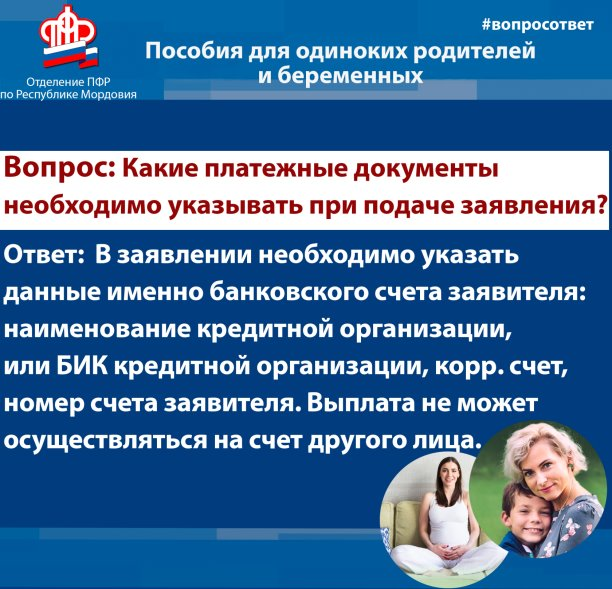 #вопросответ
Пособия для одиноких родителей
и беременных
Отделение ПФР
по Республике Мордовия
Вопрос: Какие платежные документы
необходимо указывать при подаче заявления?
Ответ: В заявлении необходимо указать
данные именно банковского счета заявителя:
наименование кредитной организации,
или БИК кредитной организации, корр. счет,
номер счета заявителя. Выплата не может
осуществляться на счет другого лица.